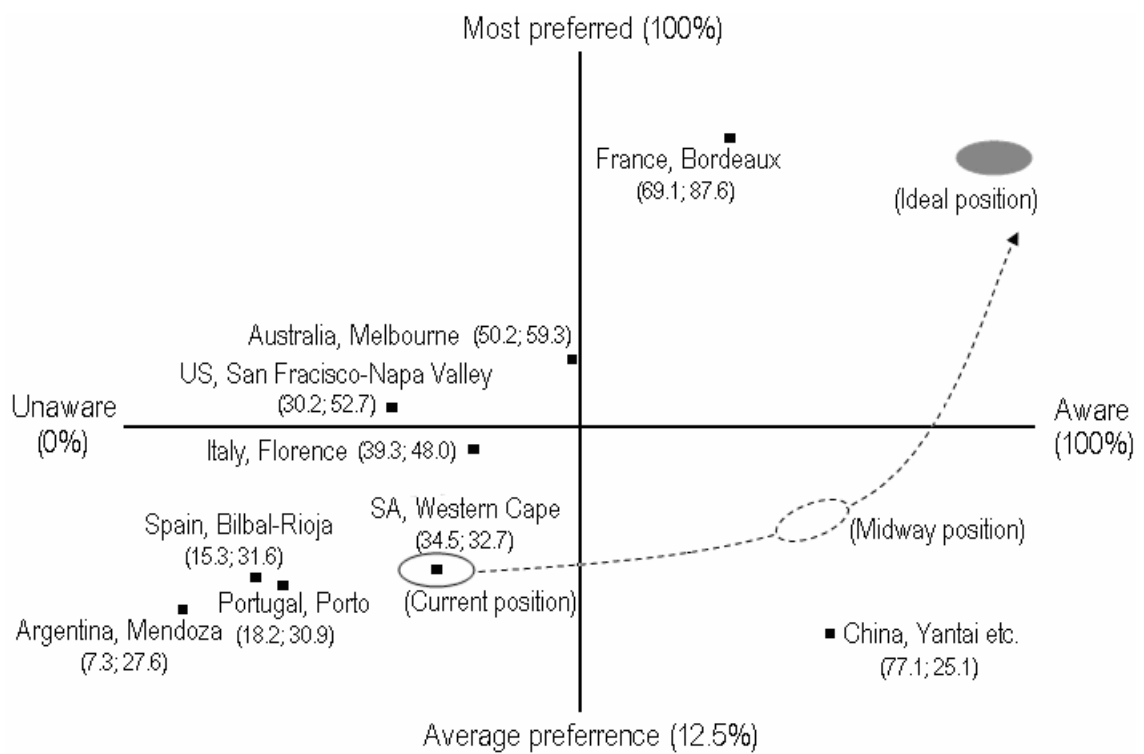 Most preferred (100%)
France, Bordeaux
(69.1; 87.6)
(Ideal position)
Australia, Melbourne (50.2; 59.3)
US, San Fracisco-Napa Valley
(30.2; 52.7)
Unaware
(0%)
Aware
(100%)
Italy, Florence (39.3; 48.0)
SA, Western Cape
(34.5; 32.7)
(Current position)
(Midway position)
Spain, Bilbal-Rioja
(15.3; 31.6)
Portugal, Porto
(18.2; 30.9)
Argentina, Mendoza
(7.3; 27.6)
China, Yantai etc.
(77.1; 25.1)
Average preferrence (12.5%)